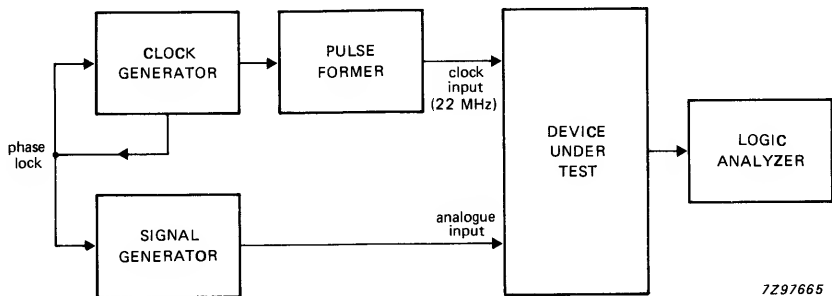 CLOCK
GENERATOR
PULSE
FORMER
clock
input
(22 MHz)
phase
lock
DEVICE
UNDER
TEST
LOGIC
ANALYZER
SIGNAL
GENERATOR
analogue
input
7Z97665